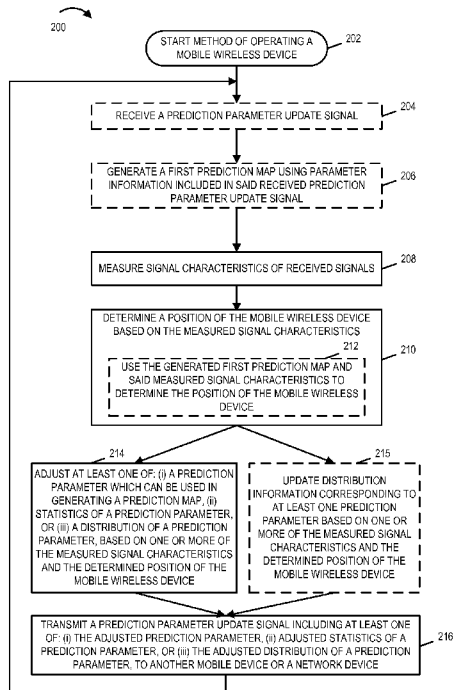 200
START METHOD OF OPERATING A
MOBILE WIRELESS DEVICE
202
RECEIVE A PREDICTION PARAMETER UPDATE SIGNAL
204
GENERATE A FIRST PREDICTION MAP USING PARAMETER
INFORMATION INCLUDED IN SAID RECEIVED PREDICTION
PARAMETER UPDATE SIGNAL
206
MEASURE SIGNAL CHARACTERISTICS OF RECEIVED SIGNALS
208
DETERMINE A POSITION OF THE MOBILE WIRELESS DEVICE
BASED ON THE MEASURED SIGNAL CHARACTERISTICS
210
212
USE THE GENERATED FIRST PREDICTION MAP AND
SAID MEASURED SIGNAL CHARACTERISTICS TO
DETERMINE THE POSITION OF THE MOBILE WIRELESS
DEVICE
214
ADJUST AT LEAST ONE OF: (i) A PREDICTION
PARAMETER WHICH CAN BE USED IN
GENERATING A PREDICTION MAP, (ii)
STATISTICS OF A PREDICTION PARAMETER,
OR (iii) A DISTRIBUTION OF A PREDICTION
PARAMETER, BASED ON ONE OR MORE OF
THE MEASURED SIGNAL CHARACTERISTICS
AND THE DETERMINED POSITION OF THE
MOBILE WIRELESS DEVICE
215
UPDATE DISTRIBUTION
INFORMATION CORRESPONDING TO
AT LEAST ONE PREDICTION
PARAMETER BASED ON ONE OR
MORE OF THE MEASURED SIGNAL
CHARACTERISTICS AND THE
DETERMINED POSITION OF THE
MOBILE WIRELESS DEVICE
TRANSMIT A PREDICTION PARAMETER UPDATE SIGNAL INCLUDING AT LEAST ONE
OF: (i) THE ADJUSTED PREDICTION PARAMETER, (ii) ADJUSTED STATISTICS OF A
PREDICTION PARAMETER, OR (iii) THE ADJUSTED DISTRIBUTION OF A PREDICTION
PARAMETER, TO ANOTHER MOBILE DEVICE OR A NETWORK DEVICE
216